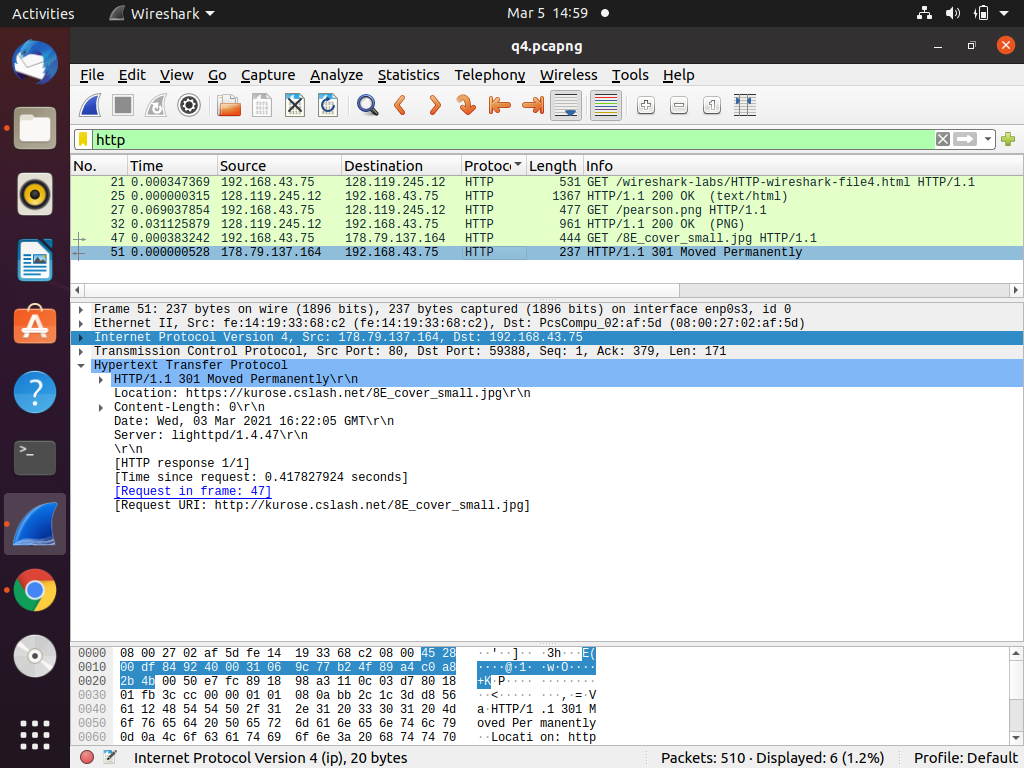 Activities Wireshark Mar 5 14:59
q4.pcapng
File Edit View Go Capture Analyze Statistics Telephony Wireless Tools Help
http
No. Time Source Destination Protoc Length Info
21 0.000347369 192.168.43.75 128.119.245.12 HTTP 531 GET /wireshark-labs/HTTP-wireshark-file4.html HTTP/1.1
25 0.000000315 128.119.245.12 192.168.43.75 HTTP 1367 HTTP/1.1 200 OK (text/html)
27 0.069037854 192.168.43.75 128.119.245.12 HTTP 477 GET /pearson.png HTTP/1.1
32 0.031125879 128.119.245.12 192.168.43.75 HTTP 961 HTTP/1.1 200 OK (PNG)
47 0.000383242 192.168.43.75 178.79.137.164 HTTP 444 GET /8E_cover_small.jpg HTTP/1.1
51 0.000000528 178.79.137.164 192.168.43.75 HTTP 237 HTTP/1.1 301 Moved Permanently
Frame 51: 237 bytes on wire (1896 bits), 237 bytes captured (1896 bits) on interface enp0s3, id 0
Ethernet II, Src: fe:14:19:33:68:c2 (fe:14:19:33:68:c2), Dst: PcsCompu_02:af:5d (08:00:27:02:af:5d)
Internet Protocol Version 4, Src: 178.79.137.164, Dst: 192.168.43.75
Transmission Control Protocol, Src Port: 80, Dst Port: 59388, Seq: 1, Ack: 379, Len: 171
Hypertext Transfer Protocol
HTTP/1.1 301 Moved Permanently\r\n
Location: https://kurose.cslash.net/8E_cover_small.jpg\r\n
Content-Length: 0\r\n
Date: Wed, 03 Mar 2021 16:22:05 GMT\r\n
Server: lighttpd/1.4.47\r\n
\r\n
[HTTP response 1/1]
[Time since request: 0.417827924 seconds]
[Request in frame: 47]
[Request URI: http://kurose.cslash.net/8E_cover_small.jpg]
0000 08 00 27 02 af 5d fe 14 19 33 68 c2 08 00 45 28 ··'··]·· ·3h···E(
0010 00 df 84 92 40 00 31 06 9c 77 b2 4f 89 a4 c0 a8 ····@·1· ·w·O····
0020 2b 4b 00 50 e7 fc 89 18 98 a3 11 0c 03 d7 80 18 +K·P···· ········
0030 01 fb 3c cc 00 00 01 01 08 0a bb 2c 1c 3d d8 56 ··<····· ···,·=·V
0040 61 12 48 54 54 50 2f 31 2e 31 20 33 30 31 20 4d a·HTTP/1 .1 301 M
0050 6f 76 65 64 20 50 65 72 6d 61 6e 65 6e 74 6c 79 oved Per manently
0060 0d 0a 4c 6f 63 61 74 69 6f 6e 3a 20 68 74 74 70 ··Locati on: http
Internet Protocol Version 4 (ip), 20 bytes Packets: 510 · Displayed: 6 (1.2%) Profile: Default